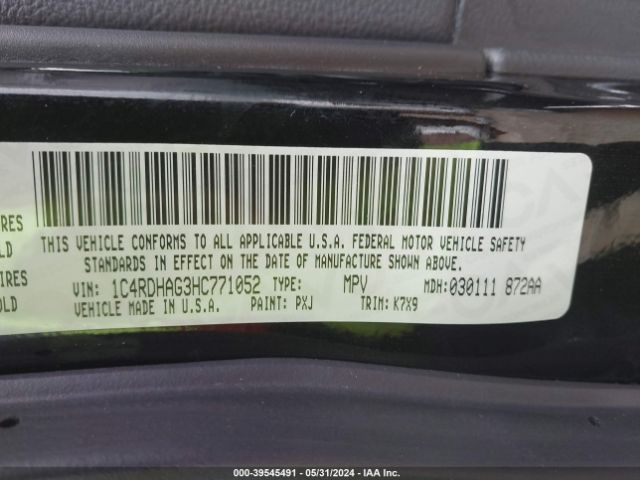 IRES
LD
IRES
OLD
THIS VEHICLE CONFORMS TO ALL APPLICABLE U.S.A. FEDERAL MOTOR VEHICLE SAFETY
STANDARDS IN EFFECT ON THE DATE OF MANUFACTURE SHOWN ABOVE.
VIN: 1C4RDHAG3HC771052 TYPE: MPV MDH: 030111 872AA
VEHICLE MADE IN U.S.A. PAINT: PXJ TRIM: K7X9
000-39545491 - 05/31/2024 - IAA Inc.